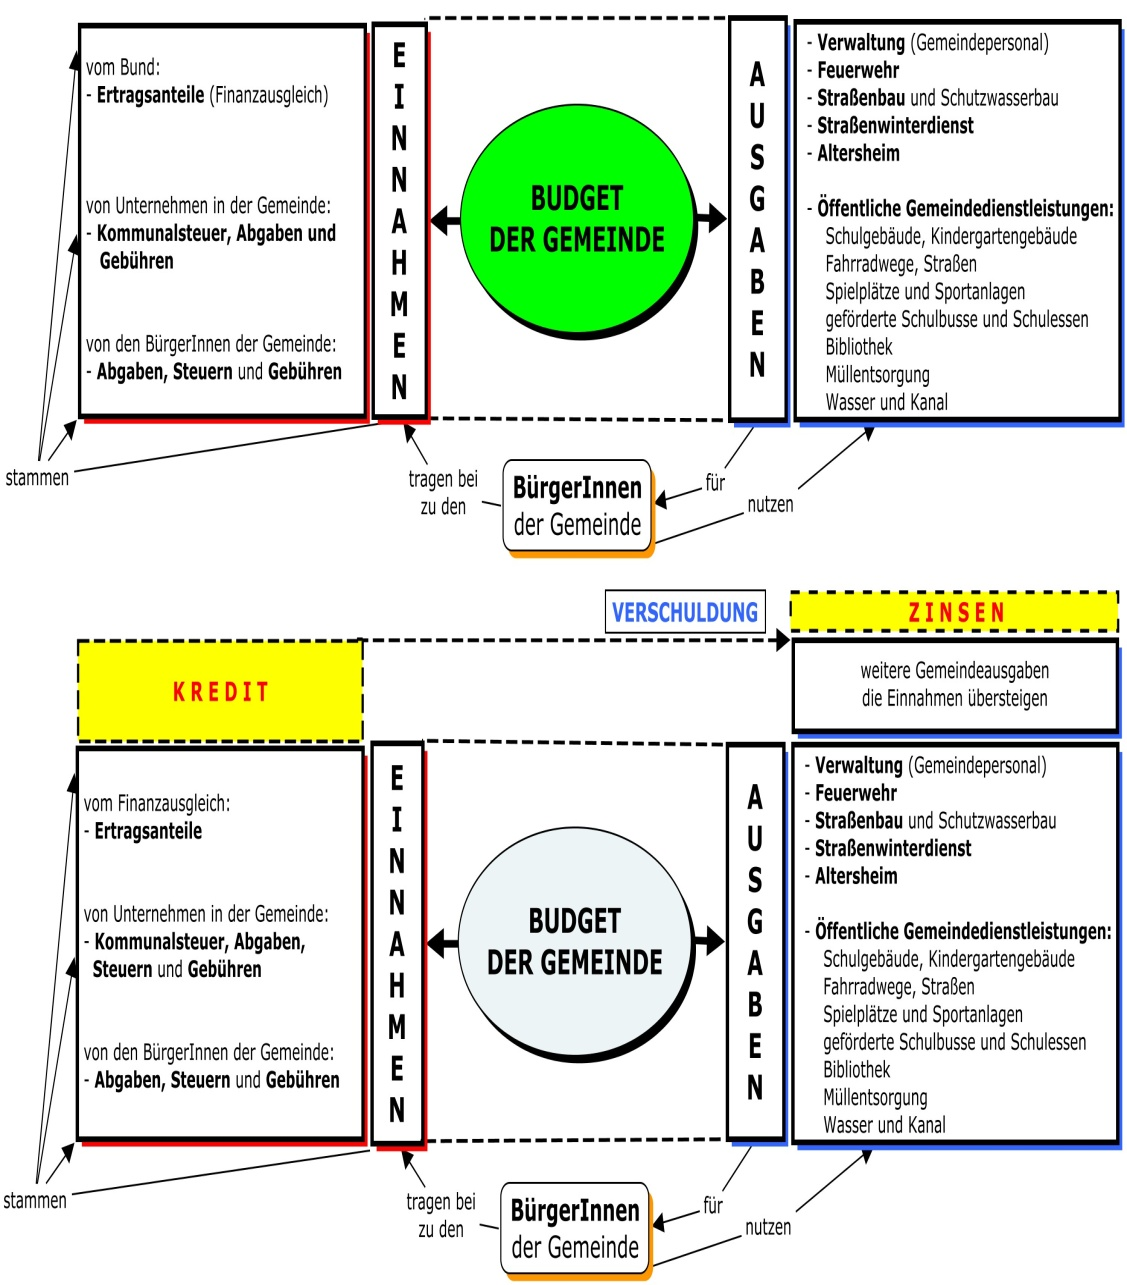 vom Bund:
- Ertragsanteile (Finanzausgleich)
von Unternehmen in der Gemeinde:
- Kommunalsteuer, Abgaben und
Gebühren
von den BürgerInnen der Gemeinde:
- Abgaben, Steuern und Gebühren
EINNAHMEN
BUDGET
DER GEMEINDE
AUSGABEN
- Verwaltung (Gemeindepersonal)
- Feuerwehr
- Straßenbau und Schutzwasserbau
- Straßenwinterdienst
- Altersheim
- Öffentliche Gemeindedienstleistungen:
Schulgebäude, Kindergartengebäude
Fahrradwege, Straßen
Spielplätze und Sportanlagen
geförderte Schulbusse und Schulessen
Bibliothek
Müllentsorgung
Wasser und Kanal
stammen
tragen bei
zu den
BürgerInnen
der Gemeinde
für
nutzen
VERSCHULDUNG
ZINSEN
KREDIT
weitere Gemeindeausgaben
die Einnahmen übersteigen
vom Finanzausgleich:
- Ertragsanteile
von Unternehmen in der Gemeinde:
- Kommunalsteuer, Abgaben,
Steuern und Gebühren
von den BürgerInnen der Gemeinde:
- Abgaben, Steuern und Gebühren
EINNAHMEN
BUDGET
DER GEMEINDE
AUSGABEN
- Verwaltung (Gemeindepersonal)
- Feuerwehr
- Straßenbau und Schutzwasserbau
- Straßenwinterdienst
- Altersheim
- Öffentliche Gemeindedienstleistungen:
Schulgebäude, Kindergartengebäude
Fahrradwege, Straßen
Spielplätze und Sportanlagen
geförderte Schulbusse und Schulessen
Bibliothek
Müllentsorgung
Wasser und Kanal
stammen
tragen bei
zu den
BürgerInnen
der Gemeinde
für
nutzen